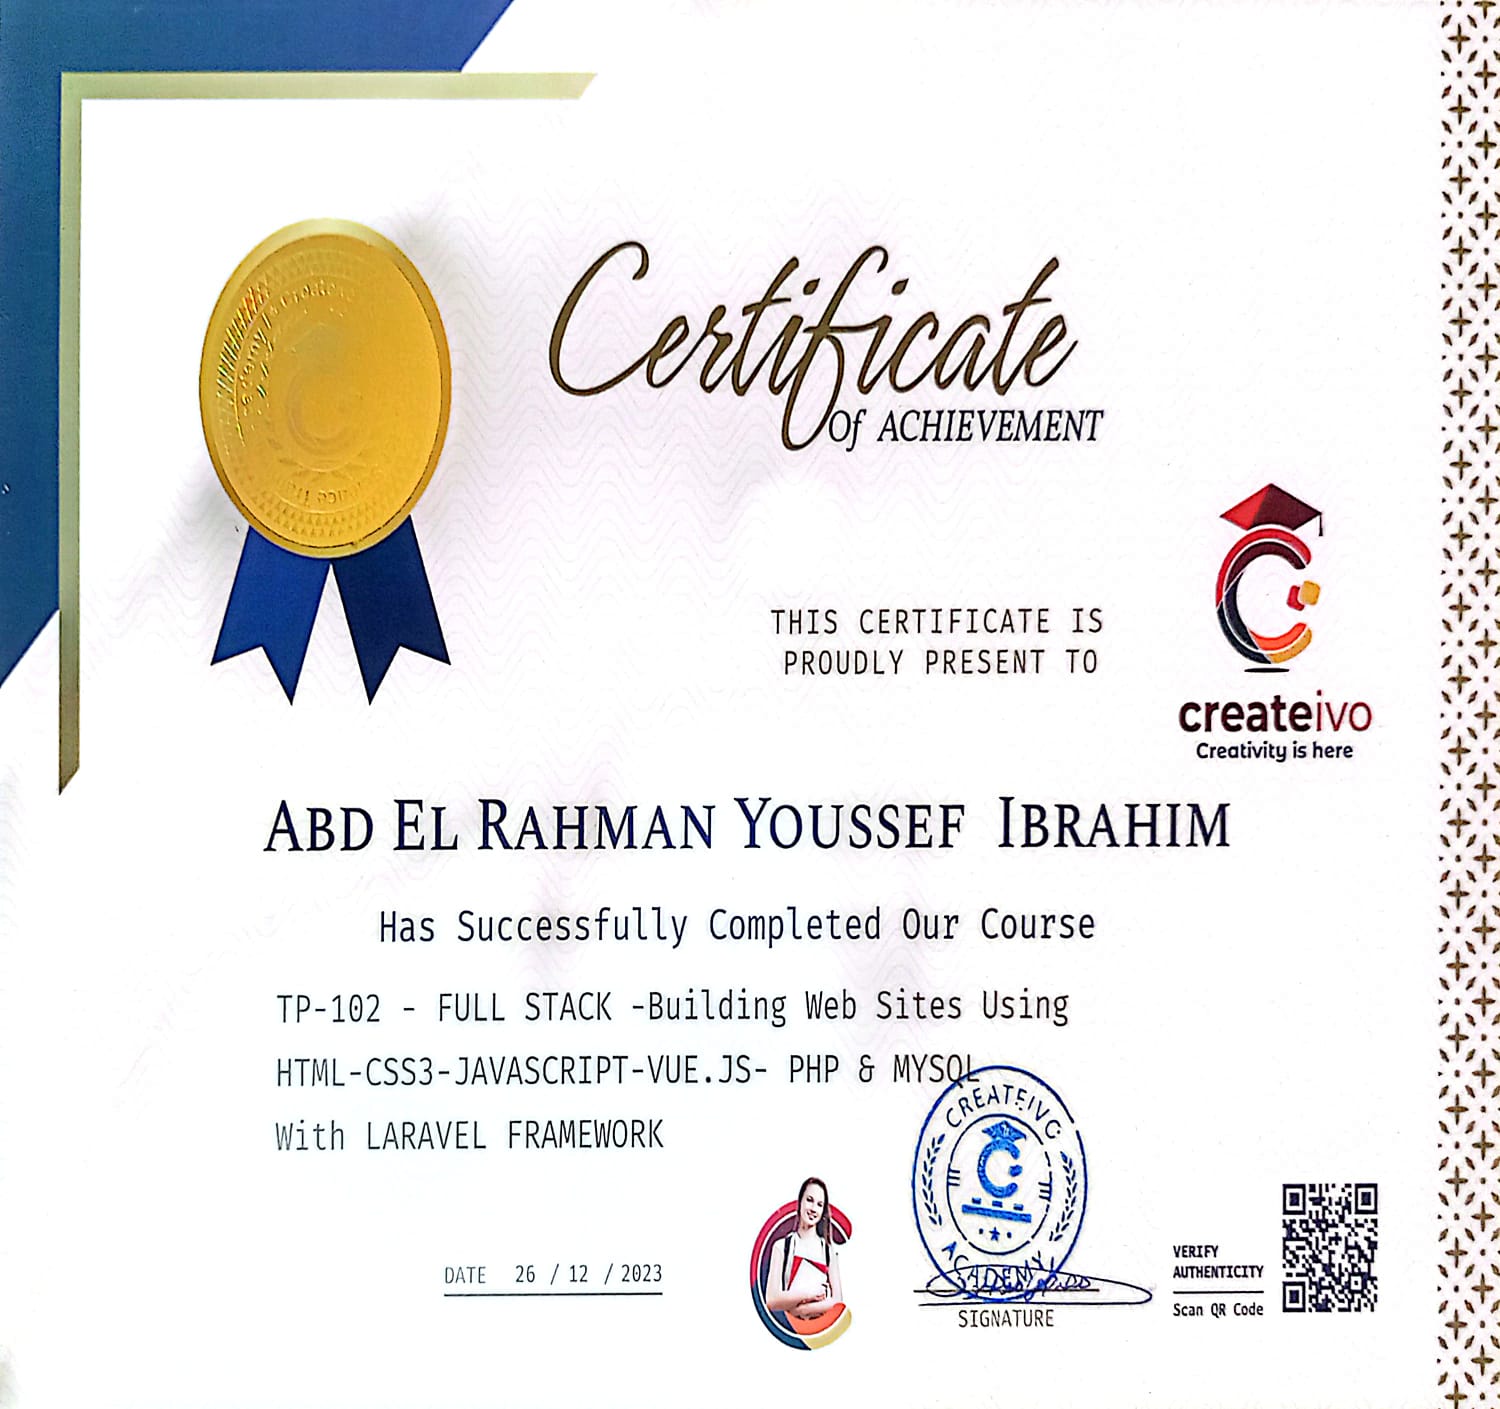 Certificate
Of ACHIEVEMENT
THIS CERTIFICATE IS
PROUDLY PRESENT TO
createivo
Creativity is here
ABD EL RAHMAN YOUSSEF IBRAHIM
Has Successfully Completed Our Course
TP-102 - FULL STACK -Building Web Sites Using
HTML-CSS3-JAVASCRIPT-VUE.JS- PHP & MYSQL
With LARAVEL FRAMEWORK
CREATEIVO
ACADEMY
DATE 26 / 12 / 2023
SIGNATURE
VERIFY
AUTHENTICITY
Scan QR Code